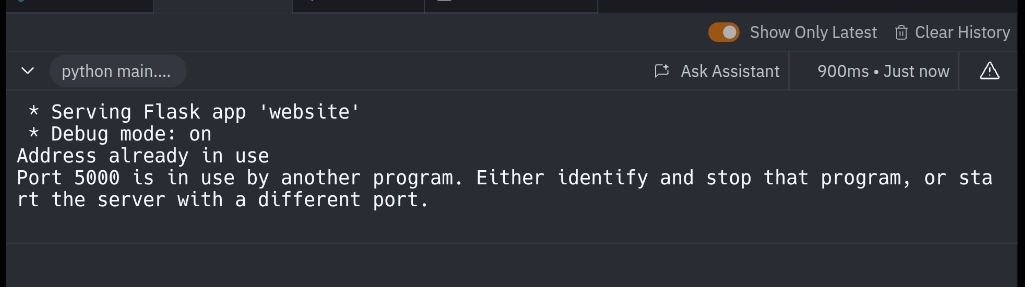 Show Only Latest
Clear History
python main....
Ask Assistant
900ms • Just now
* Serving Flask app 'website'
* Debug mode: on
Address already in use
Port 5000 is in use by another program. Either identify and stop that program, or sta
rt the server with a different port.